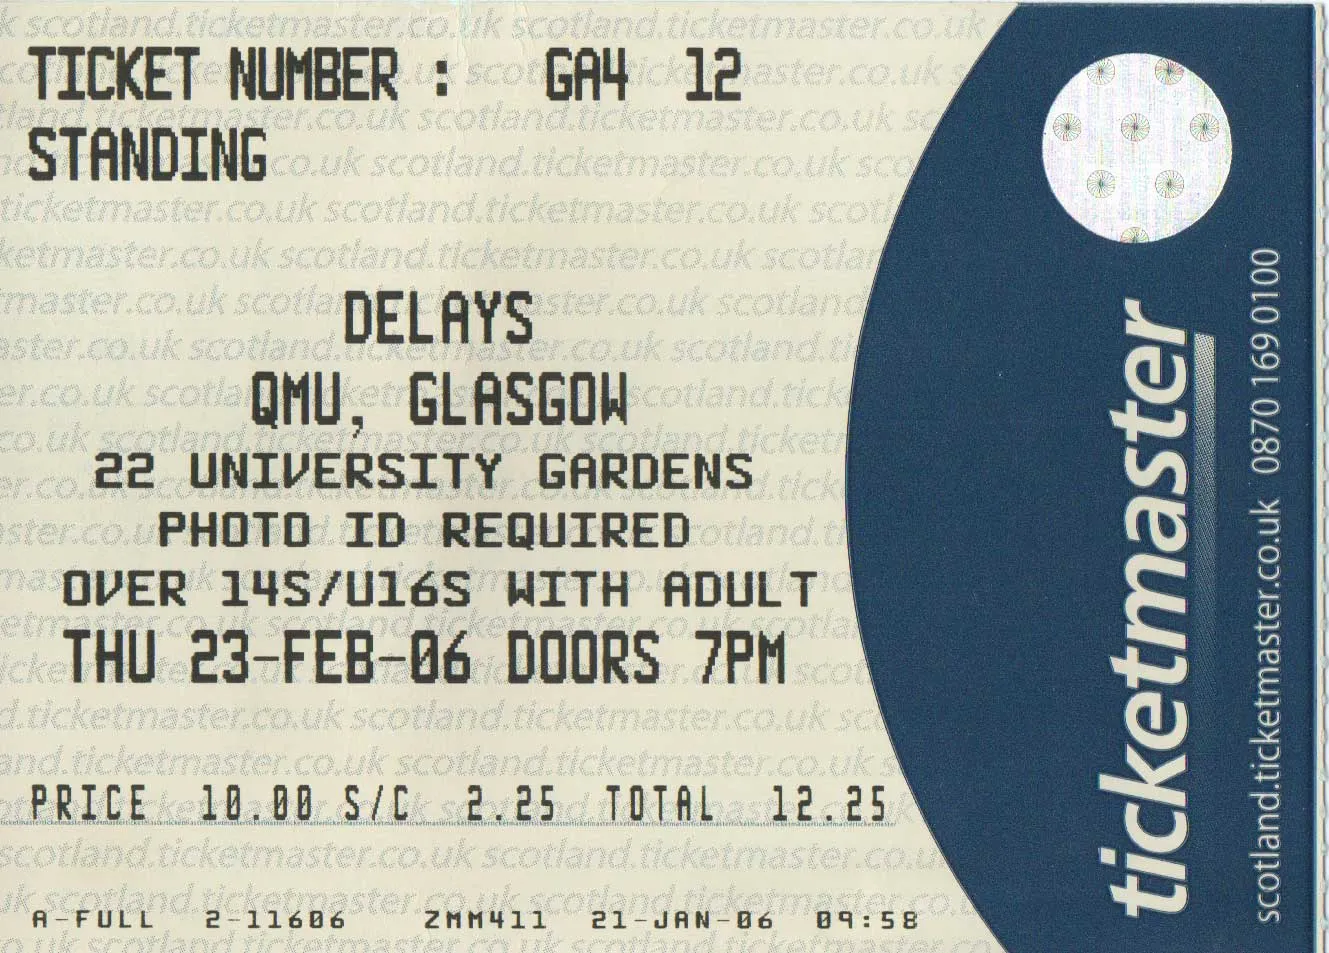 TICKET NUMBER : GA4 12
STANDING
DELAYS
QMU, GLASGOW
22 UNIVERSITY GARDENS
PHOTO ID REQUIRED
OVER 14S/U16S WITH ADULT
THU 23-FEB-06 DOORS 7PM
PRICE 10.00 S/C 2.25 TOTAL 12.25
A-FULL 2-11606 ZMM411 21-JAN-06 09:58
ticketmaster
scotland.ticketmaster.co.uk 0870 169 0100